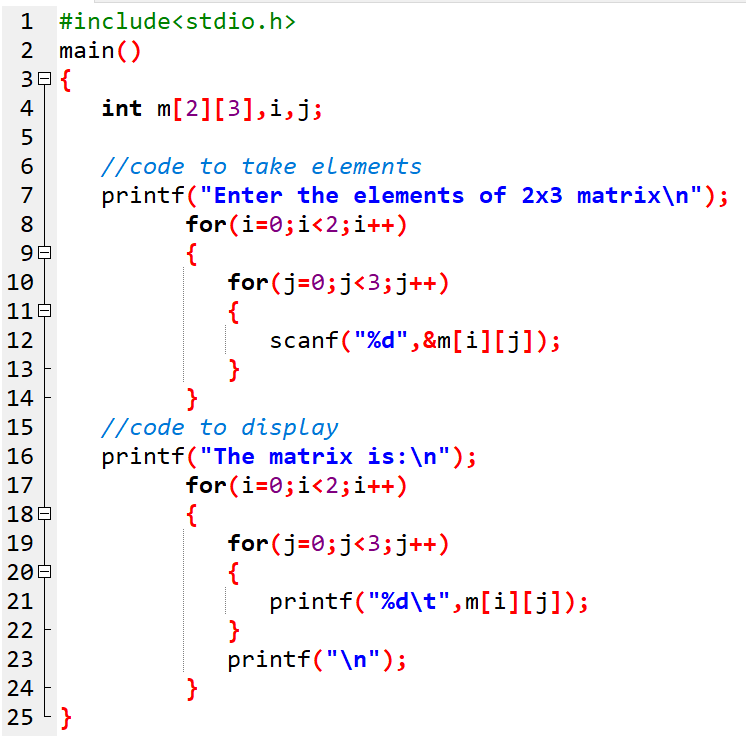 1 #include<stdio.h>
2 main()
3 {
4 int m[2][3],i,j;
5
6 //code to take elements
7 printf("Enter the elements of 2x3 matrix\n");
8 for(i=0;i<2;i++)
9 {
10 for(j=0;j<3;j++)
11 {
12 scanf("%d",&m[i][j]);
13 }
14 }
15 //code to display
16 printf("The matrix is:\n");
17 for(i=0;i<2;i++)
18 {
19 for(j=0;j<3;j++)
20 {
21 printf("%d\t",m[i][j]);
22 }
23 printf("\n");
24 }
25 }